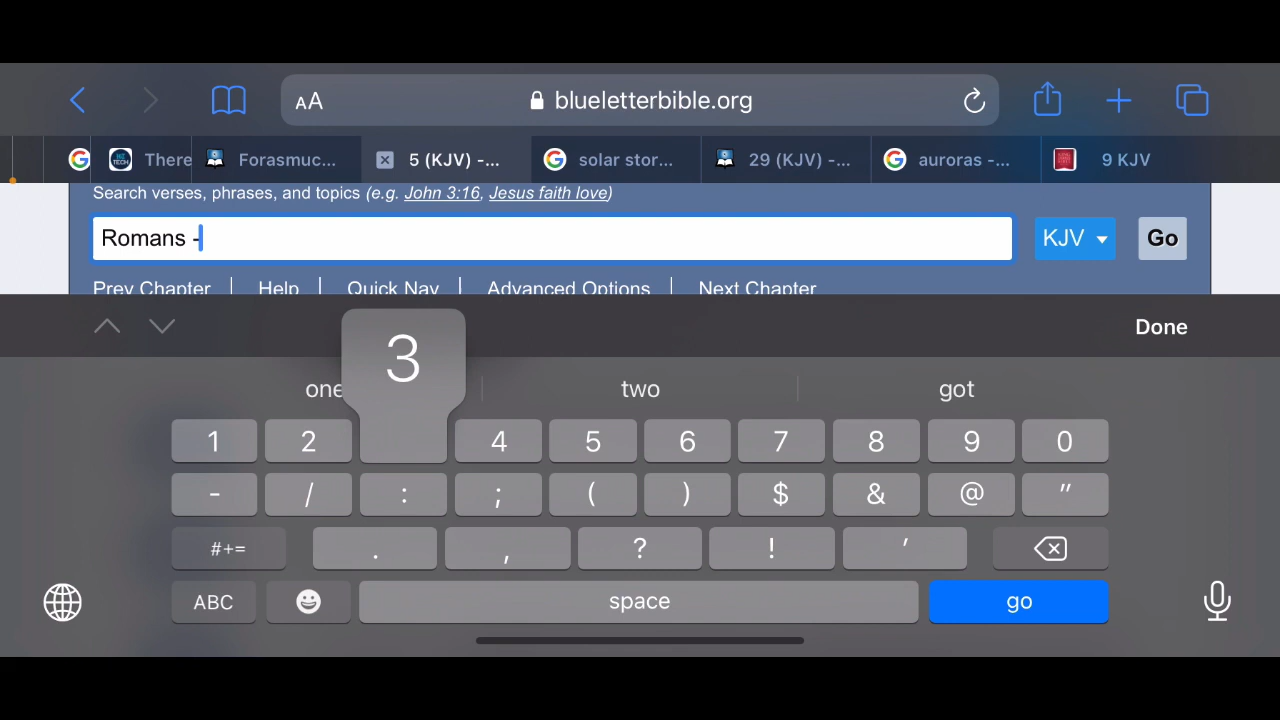 AA blueletterbible.org
There Forasmuc... 5 (KJV) -... solar stor... 29 (KJV) -... auroras -... 9 KJV
Search verses, phrases, and topics (e.g. John 3:16, Jesus faith love)
Romans - KJV Go
Prev Chapter Help Quick Nav Advanced Options Next Chapter
Done
3
one two got
1 2 4 5 6 7 8 9 0
- / : ; ( ) $ & @ "
#+= . , ? ! '
ABC space go